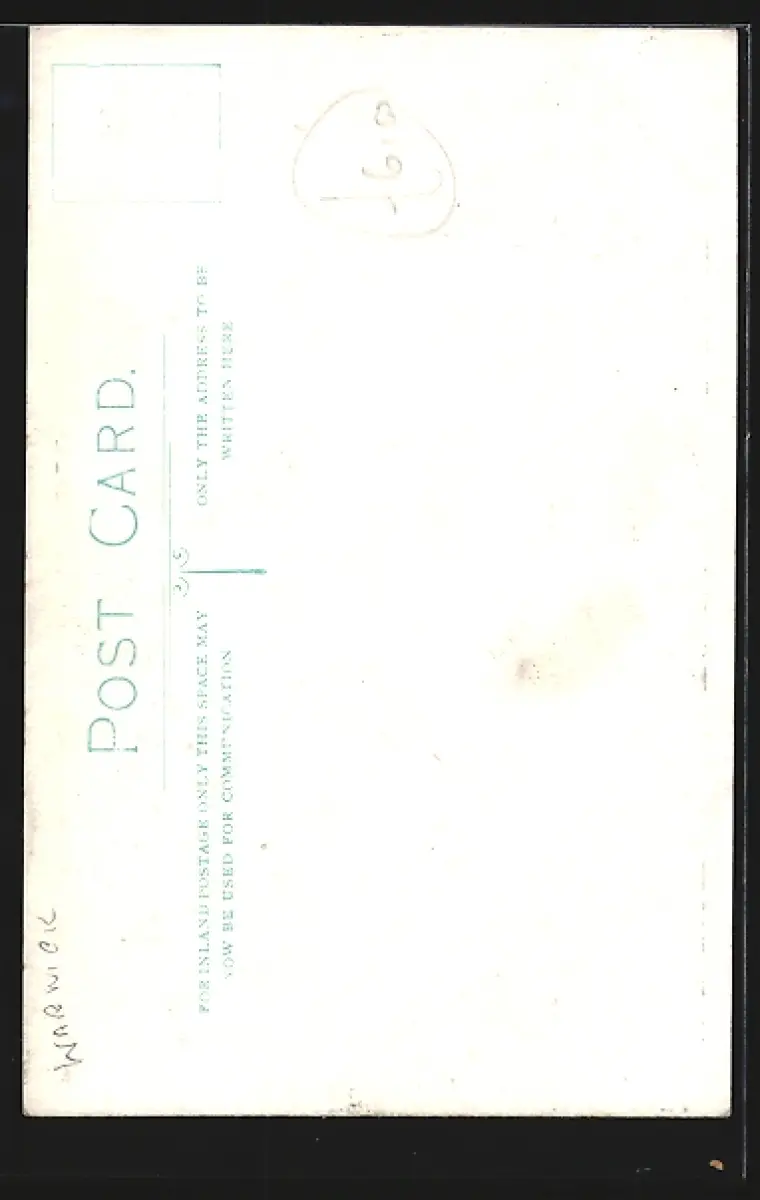 POST CARD.
FOR INLAND POSTAGE ONLY THIS SPACE MAY
NOW BE USED FOR COMMUNICATION
ONLY THE ADDRESS TO BE
WRITTEN HERE
WARWICK